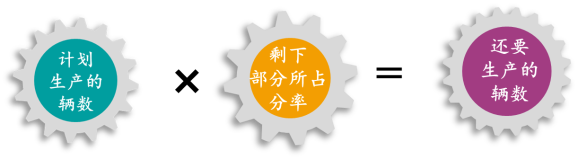 计划
生产的
辆数
×
剩下
部分所占
分率
=
还要
生产的
辆数